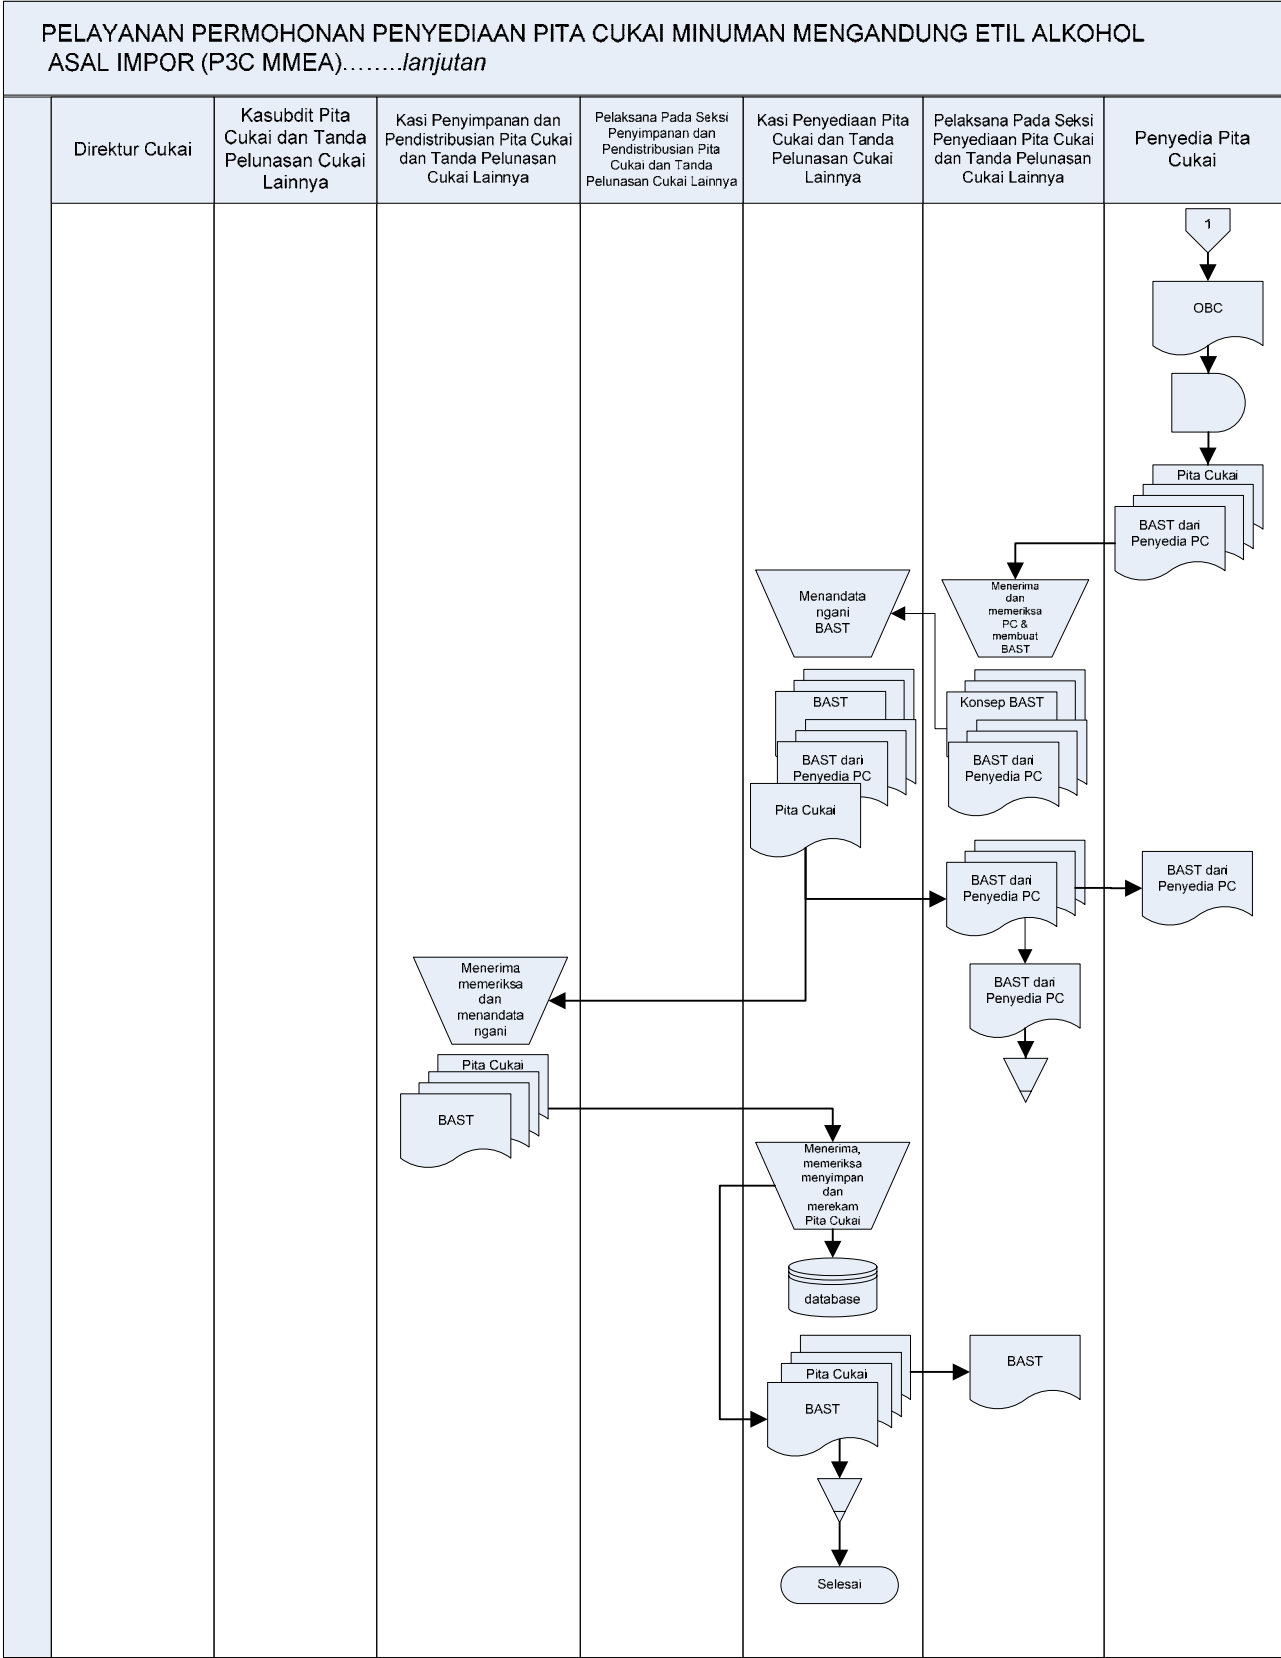 PELAYANAN PERMOHONAN PENYEDIAAN PITA CUKAI MINUMAN MENGANDUNG ETIL ALKOHOL
ASAL IMPOR (P3C MMEA)........lanjutan
Direktur Cukai
Kasubdit Pita
Cukai dan Tanda
Pelunasan Cukai
Lainnya
Kasi Penyimpanan dan
Pendistribusian Pita Cukai
dan Tanda Pelunasan
Cukai Lainnya
Pelaksana Pada Seksi
Penyimpanan dan
Pendistribusian Pita
Cukai dan Tanda
Pelunasan Cukai Lainnya
Kasi Penyediaan Pita
Cukai dan Tanda
Pelunasan Cukai
Lainnya
Pelaksana Pada Seksi
Penyediaan Pita Cukai
dan Tanda Pelunasan
Cukai Lainnya
Penyedia Pita
Cukai
1
OBC
Pita Cukai
BAST dari
Penyedia PC
Menerima
dan
memeriksa
PC &
membuat
BAST
Menandata
ngani
BAST
BAST
BAST dari
Penyedia PC
Pita Cukai
Konsep BAST
BAST dari
Penyedia PC
BAST dari
Penyedia PC
BAST dari
Penyedia PC
BAST dari
Penyedia PC
Menerima
memeriksa
dan
menandata
ngani
Pita Cukai
BAST
Menerima,
memeriksa
menyimpan
dan
merekam
Pita Cukai
database
Pita Cukai
BAST
BAST
Selesai